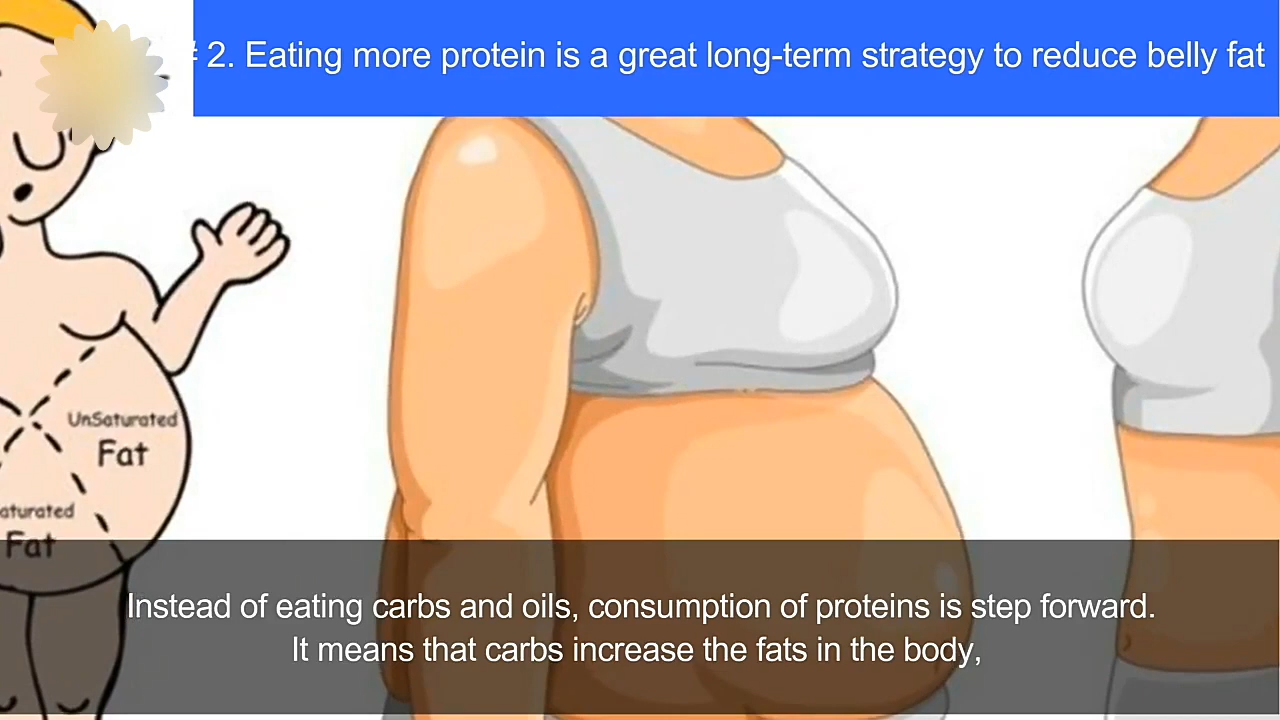 # 2. Eating more protein is a great long-term strategy to reduce belly fat
UnSaturated
Fat
aturated
Fat
Instead of eating carbs and oils, consumption of proteins is step forward.
It means that carbs increase the fats in the body,